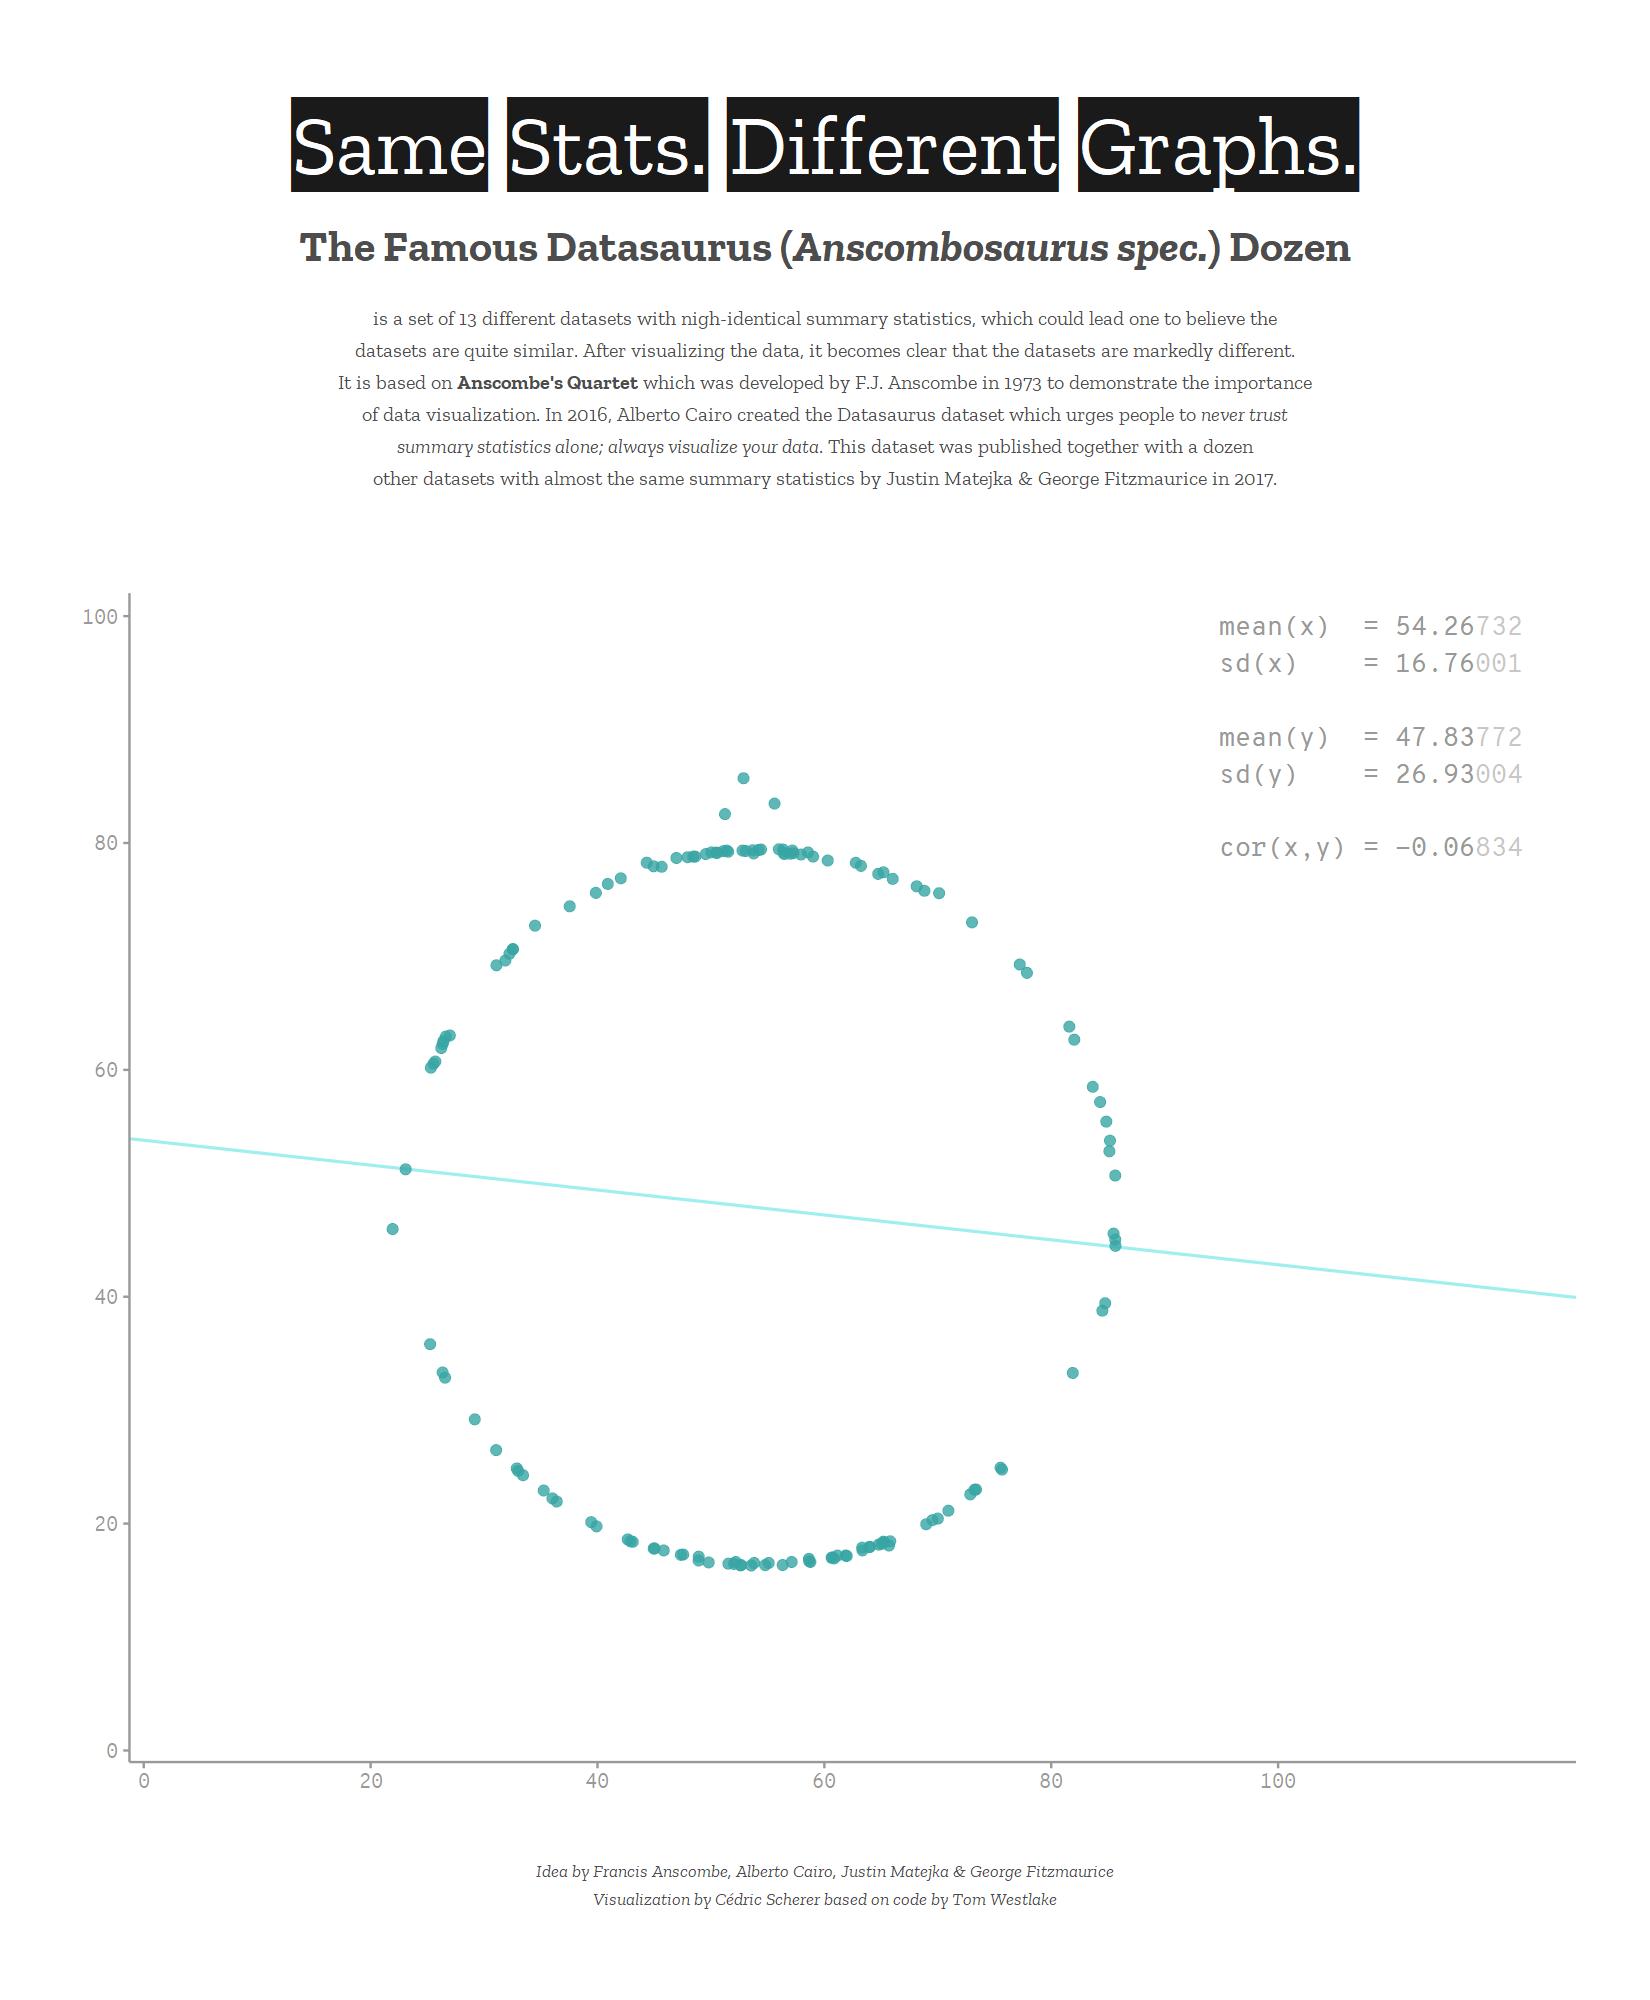 Same Stats. Different Graphs.
The Famous Datasaurus (Anscombosaurus spec.) Dozen
is a set of 13 different datasets with nigh-identical summary statistics, which could lead one to believe the
datasets are quite similar. After visualizing the data, it becomes clear that the datasets are markedly different.
It is based on Anscombe's Quartet which was developed by F.J. Anscombe in 1973 to demonstrate the importance
of data visualization. In 2016, Alberto Cairo created the Datasaurus dataset which urges people to never trust
summary statistics alone; always visualize your data. This dataset was published together with a dozen
other datasets with almost the same summary statistics by Justin Matejka & George Fitzmaurice in 2017.
mean(x) = 54.26732
sd(x) = 16.76001
mean(y) = 47.83772
sd(y) = 26.93004
cor(x,y) = −0.06834
100
80
60
40
20
0
0 20 40 60 80 100
Idea by Francis Anscombe, Alberto Cairo, Justin Matejka & George Fitzmaurice
Visualization by Cédric Scherer based on code by Tom Westlake